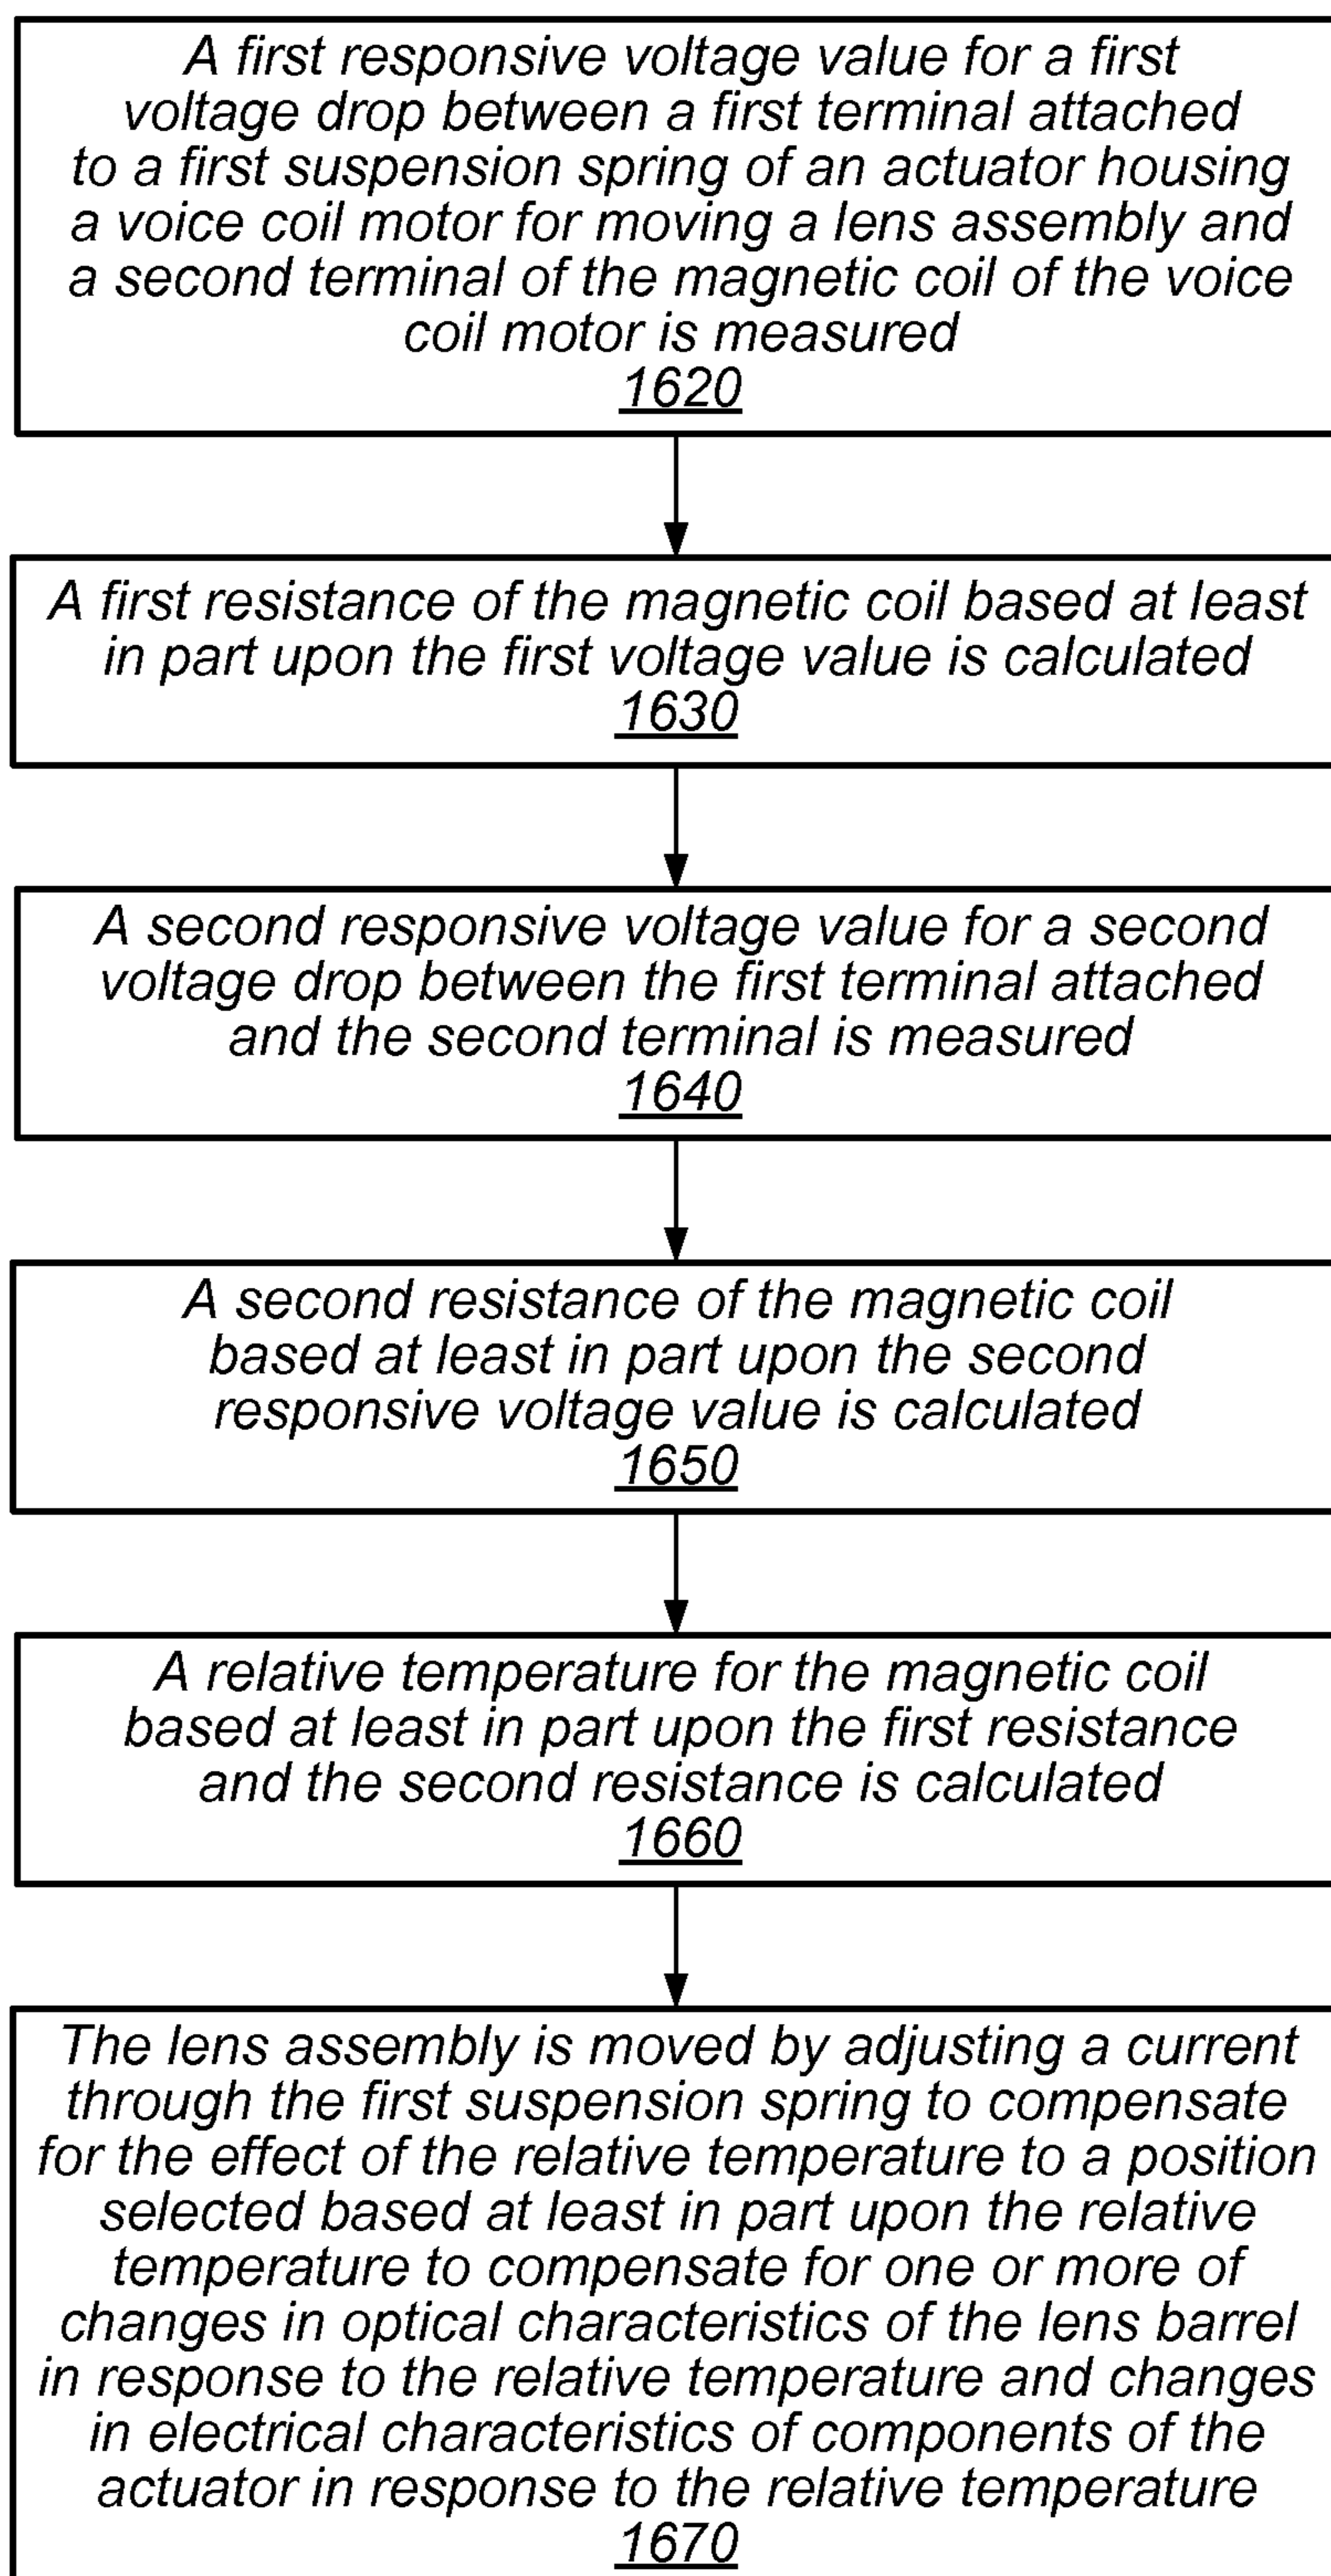 A first responsive voltage value for a first
voltage drop between a first terminal attached
to a first suspension spring of an actuator housing
a voice coil motor for moving a lens assembly and
a second terminal of the magnetic coil of the voice
coil motor is measured
1620
A first resistance of the magnetic coil based at least
in part upon the first voltage value is calculated
1630
A second responsive voltage value for a second
voltage drop between the first terminal attached
and the second terminal is measured
1640
A second resistance of the magnetic coil
based at least in part upon the second
responsive voltage value is calculated
1650
A relative temperature for the magnetic coil
based at least in part upon the first resistance
and the second resistance is calculated
1660
The lens assembly is moved by adjusting a current
through the first suspension spring to compensate
for the effect of the relative temperature to a position
selected based at least in part upon the relative
temperature to compensate for one or more of
changes in optical characteristics of the lens barrel
in response to the relative temperature and changes
in electrical characteristics of components of the
actuator in response to the relative temperature
1670